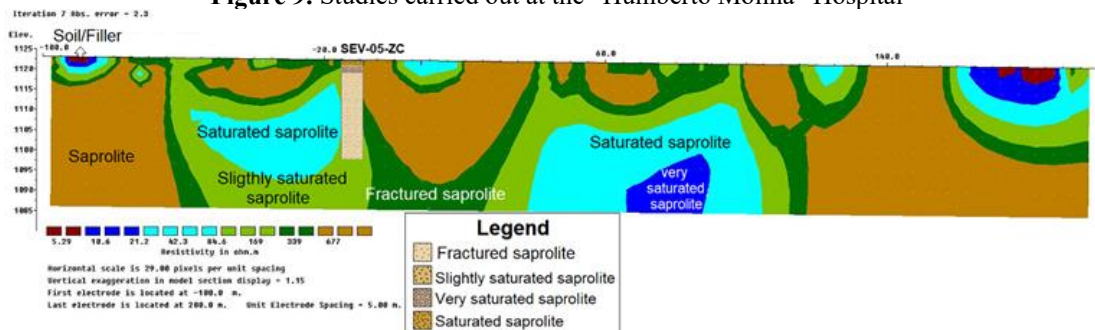 Figure 9. Studies carried out at the "Humberto Molina" Hospital
Iteration 7 Abs. error = 2.3
Elev. Soil/Filler
1125 -100.0 -20.0 SEV-05-ZC 60.0 140.0
1120
1115
1110
1105
1100
1095
1090
1085
Saturated saprolite
Saturated saprolite
Saprolite
Sligthly saturated
saprolite
Fractured saprolite
very
saturated
saprolite
5.29 10.6 21.2 42.3 84.6 169 339 677
Resistivity in ohm.m
Horizontal scale is 29.00 pixels per unit spacing
Vertical exaggeration in model section display = 1.15
First electrode is located at -100.0 m.
Last electrode is located at 200.0 m. Unit Electrode Spacing = 5.00 m.
Legend
Fractured saprolite
Slightly saturated saprolite
Very saturated saprolite
Saturated saprolite